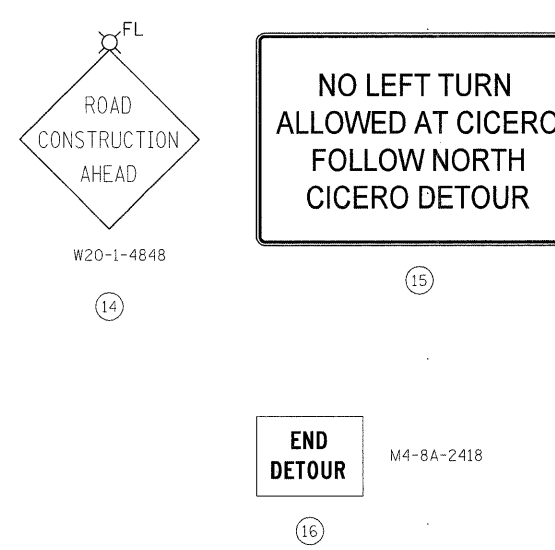 FL
ROAD
CONSTRUCTION
AHEAD
W20-1-4848
14
NO LEFT TURN
ALLOWED AT CICERO
FOLLOW NORTH
CICERO DETOUR
15
END
DETOUR
M4-8A-2418
16